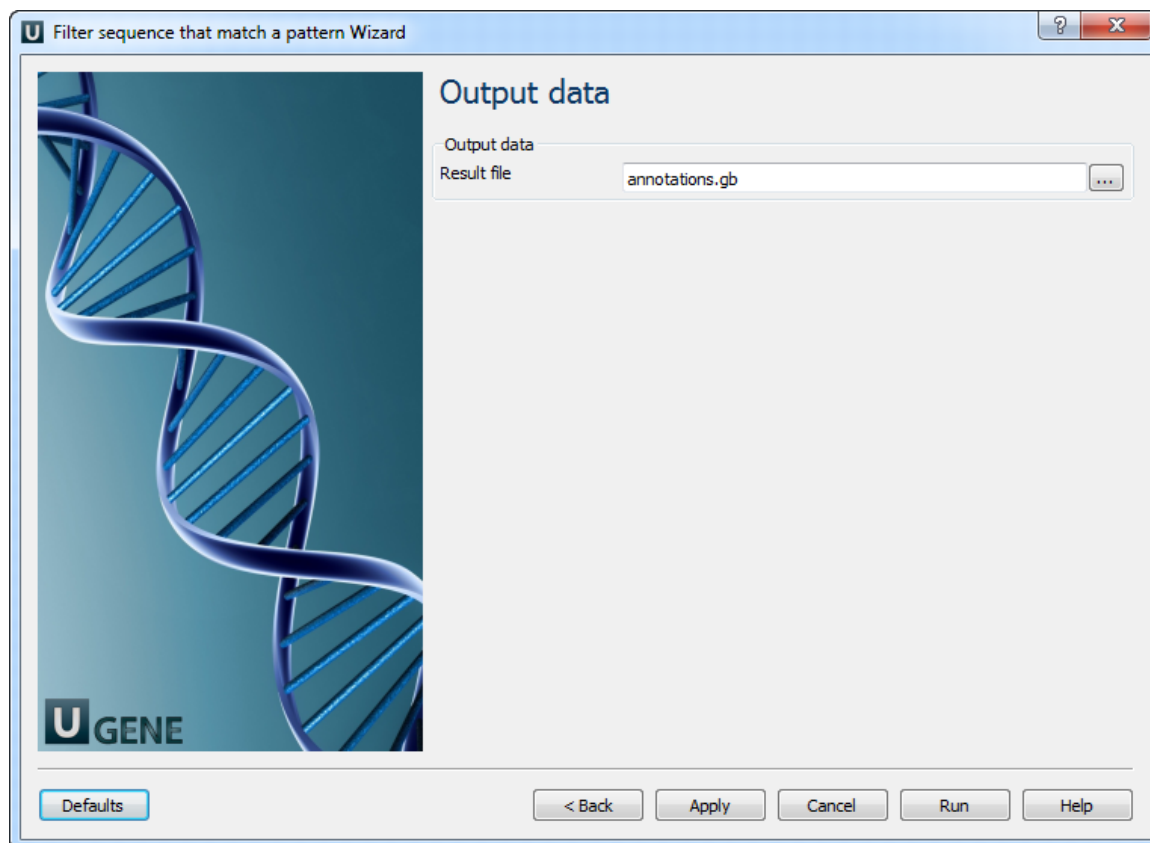 U Filter sequence that match a pattern Wizard
Output data
Output data
Result file annotations.gb ...
U GENE
Defaults < Back Apply Cancel Run Help